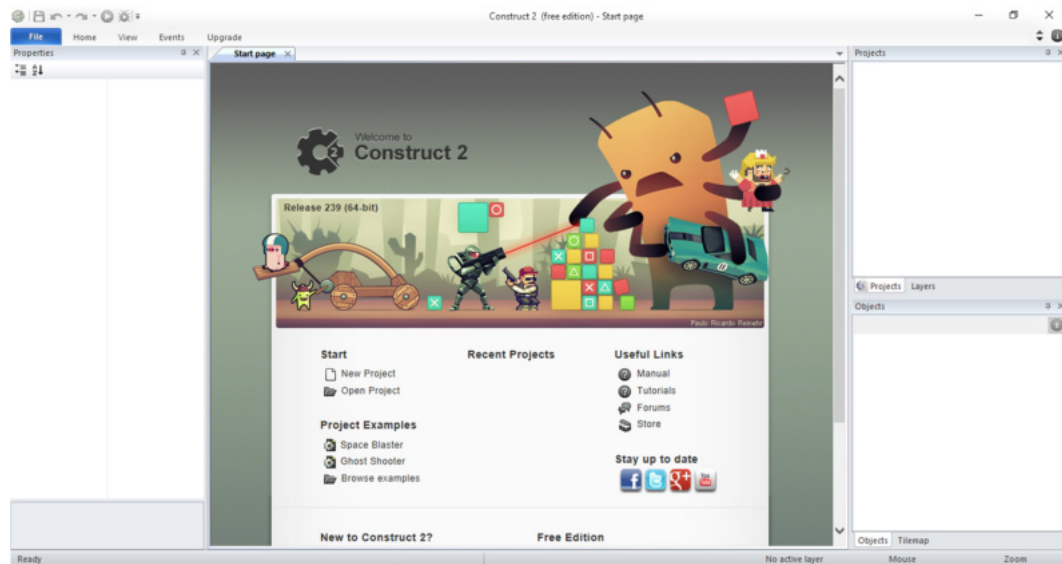 Construct 2 (free edition) - Start page
File Home View Events Upgrade
Properties
Start page
Projects
Welcome to
Construct 2
Release 239 (64-bit)
Paulo Ricardo Reinehr
Start
New Project
Open Project
Project Examples
Space Blaster
Ghost Shooter
Browse examples
Recent Projects
Useful Links
Manual
Tutorials
Forums
Store
Stay up to date
You
New to Construct 2?
Free Edition
Projects Layers
Objects
Objects Tilemap
Ready
No active layer
Mouse
Zoom